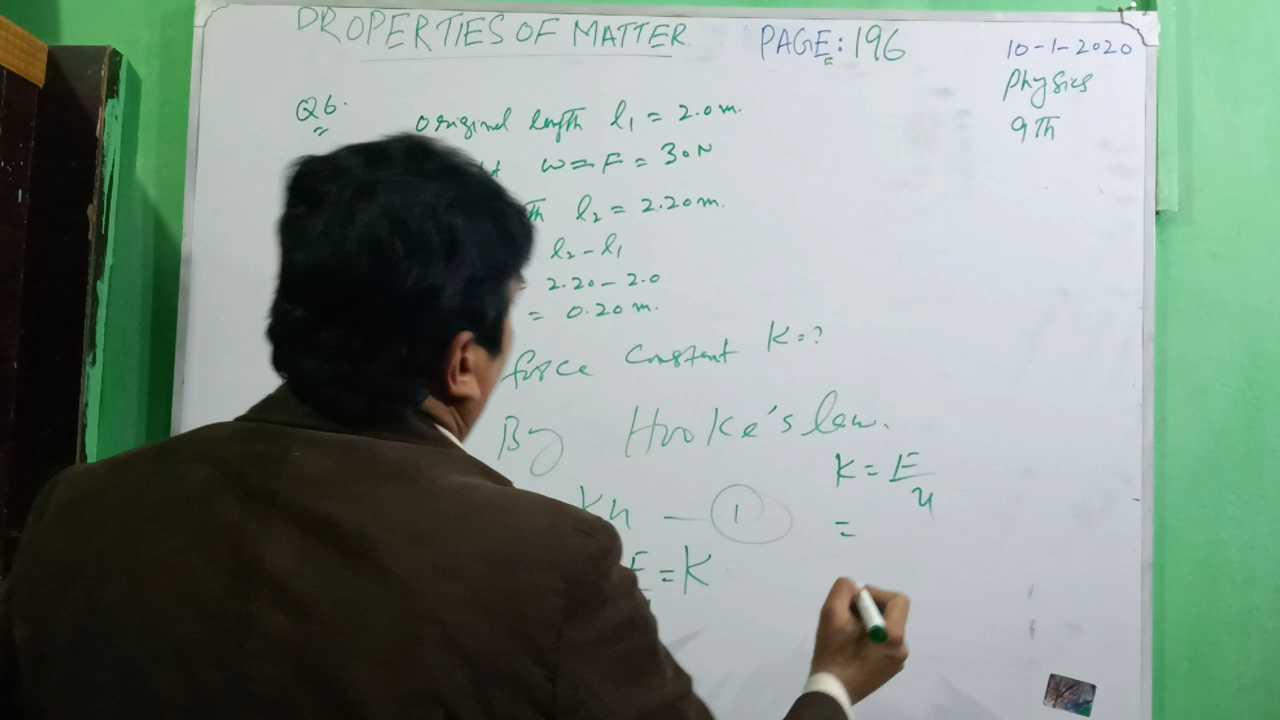 PROPERTIES OF MATTER
PAGE: 196
10-1-2020
Physics
9Th
Q6.
original length l₁ = 2.0 m.
w = F = 30N
l₂ = 2.20 m.
l₂ - l₁
2.20 - 2.0
= 0.20 m.
force constant K = ?
By Hooke's law.
Kx — 1
F = K
K = F/x
=